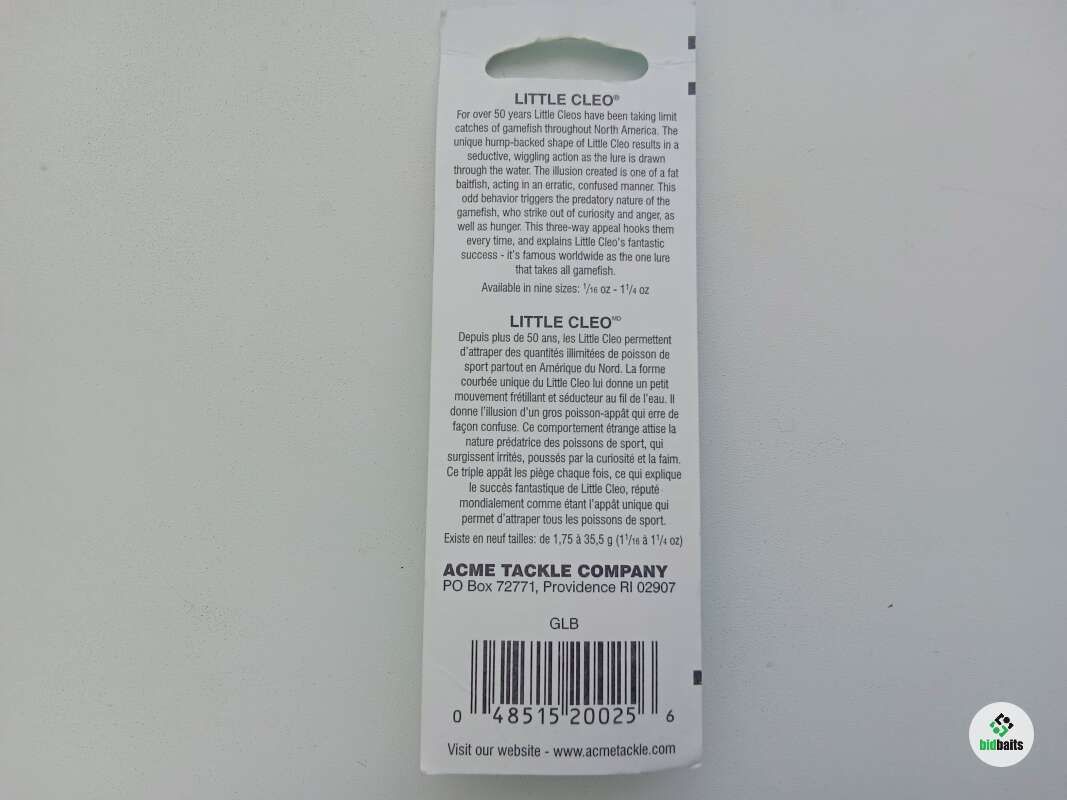 LITTLE CLEO®
For over 50 years Little Cleos have been taking limit
catches of gamefish throughout North America. The
unique hump-backed shape of Little Cleo results in a
seductive, wiggling action as the lure is drawn
through the water. The illusion created is one of a fat
baitfish, acting in an erratic, confused manner. This
odd behavior triggers the predatory nature of the
gamefish, who strike out of curiosity and anger, as
well as hunger. This three-way appeal hooks them
every time, and explains Little Cleo's fantastic
success - it's famous worldwide as the one lure
that takes all gamefish.
Available in nine sizes: 1/16 oz - 1 1/4 oz
LITTLE CLEO MD
Depuis plus de 50 ans, les Little Cleo permettent
d'attraper des quantités illimitées de poisson de
sport partout en Amérique du Nord. La forme
courbée unique du Little Cleo lui donne un petit
mouvement frétillant et séducteur au fil de l'eau. Il
donne l'illusion d'un gros poisson-appât qui erre de
façon confuse. Ce comportement étrange attise la
nature prédatrice des poissons de sport, qui
surgissent irrités, poussés par la curiosité et la faim.
Ce triple appât les piège chaque fois, ce qui explique
le succès fantastique de Little Cleo, réputé
mondialement comme étant l'appât unique qui
permet d'attraper tous les poissons de sport.
Existe en neuf tailles: de 1,75 à 35,5 g (1 1/16 à 1 1/4 oz)
ACME TACKLE COMPANY
PO Box 72771, Providence RI 02907
GLB
0 48515 20025 6
Visit our website - www.acmetackle.com
bidbaits